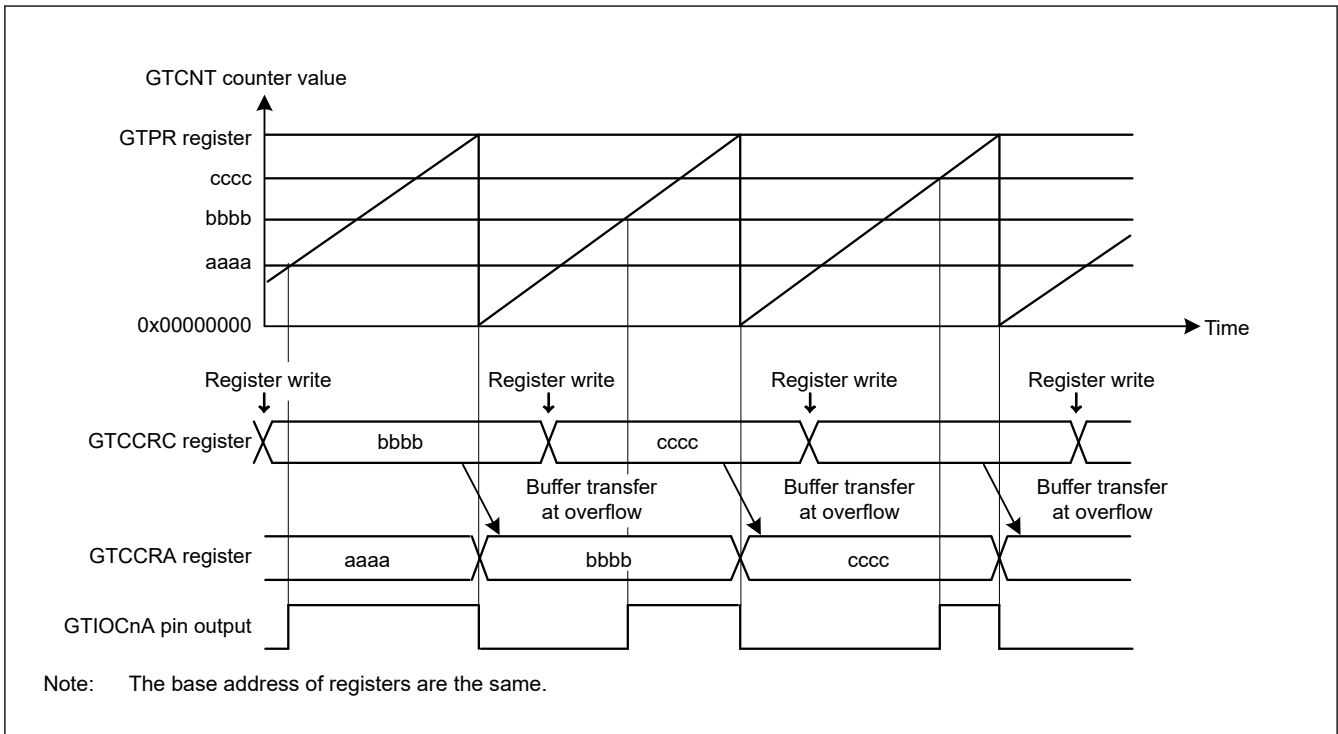 GTCNT counter value
GTPR register
cccc
bbbb
aaaa
0x00000000
Time
Register write Register write Register write Register write
GTCCRC register bbbb cccc
Buffer transfer at overflow
Buffer transfer at overflow
Buffer transfer at overflow
GTCCRA register aaaa bbbb cccc
GTIOCnA pin output
Note: The base address of registers are the same.